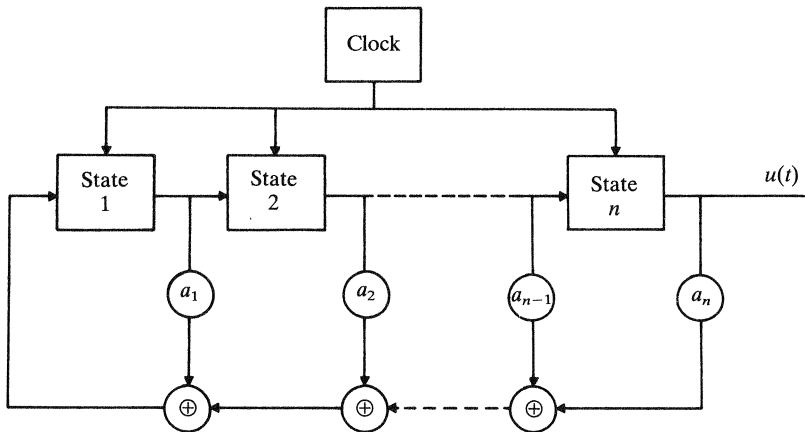 Clock
State
1
State
2
State
n
u(t)
a₁
a₂
aₙ₋₁
aₙ
⊕
⊕
⊕